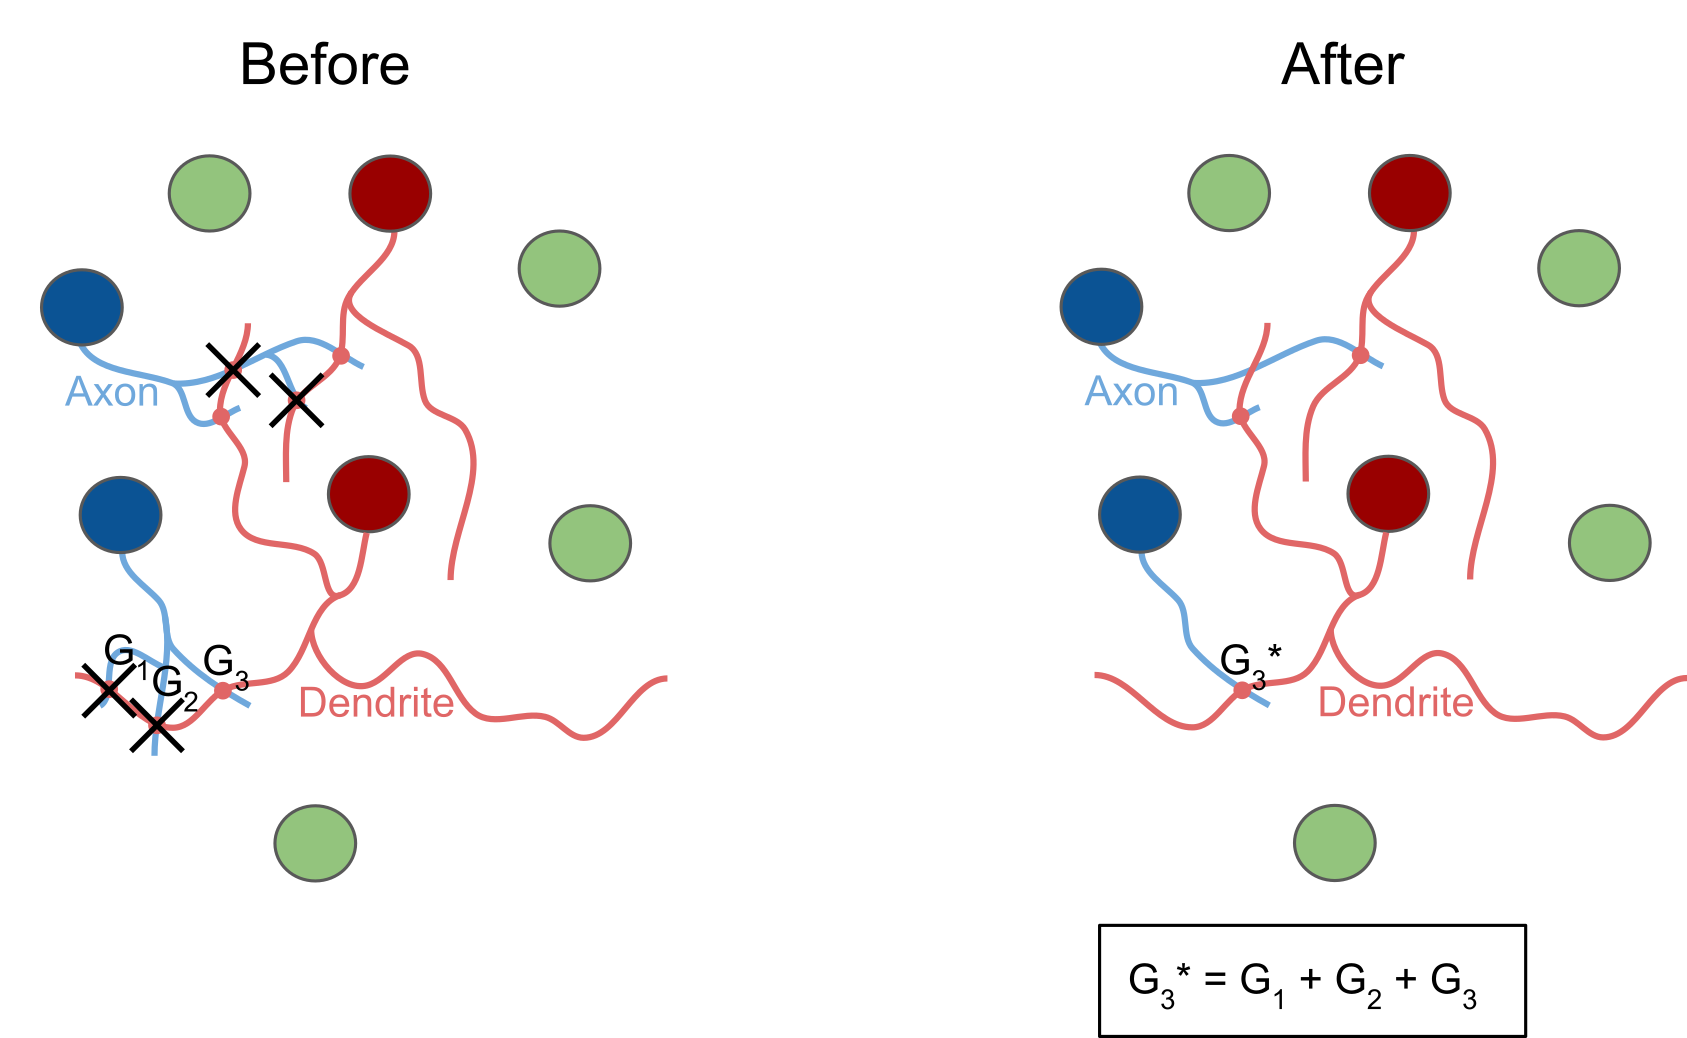 Before
After
Axon
Axon
G₁
G₂
G₃
G₃*
Dendrite
Dendrite
G₃* = G₁ + G₂ + G₃